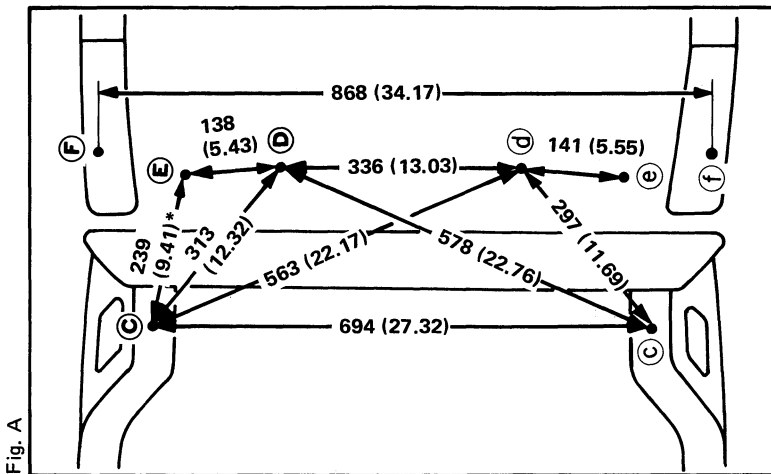 868 (34.17)
138
(5.43)
F
E
D
336 (13.03)
d
141 (5.55)
e
f
239
(9.41)*
313
(12.32)
563 (22.17)
578 (22.76)
297
(11.69)
C
694 (27.32)
c
Fig. A